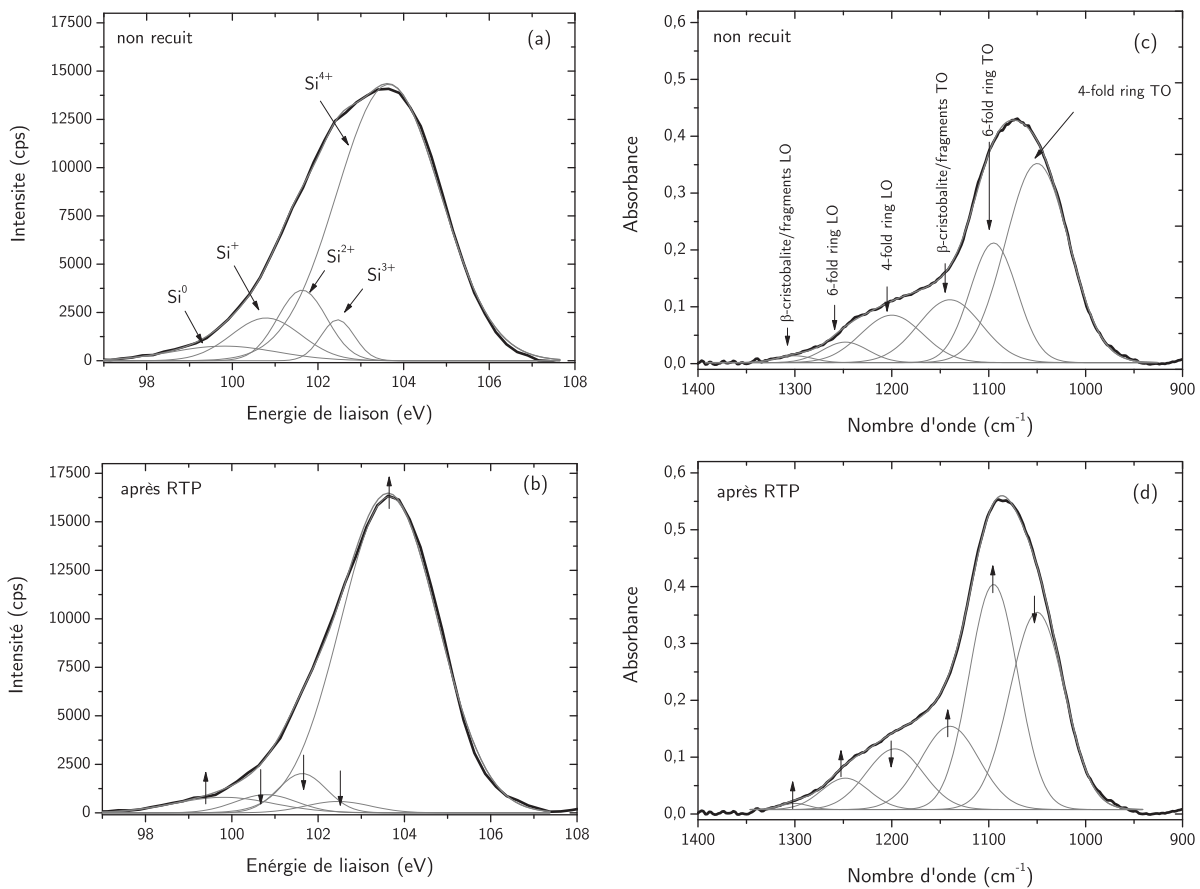 17500
15000
12500
10000
7500
5000
2500
0
98
100
102
104
106
108
Intensite (cps)
Energie de liaison (eV)
non recuit
(a)
Si⁴⁺
Si⁺
Si²⁺
Si³⁺
Si⁰
0,6
0,5
0,4
0,3
0,2
0,1
0,0
1400
1300
1200
1100
1000
900
Absorbance
Nombre d'onde (cm⁻¹)
non recuit
(c)
β-cristobalite/fragments LO
6-fold ring LO
4-fold ring LO
β-cristobalite/fragments TO
6-fold ring TO
4-fold ring TO
17500
15000
12500
10000
7500
5000
2500
0
98
100
102
104
106
108
Intensité (cps)
Enérgie de liaison (eV)
après RTP
(b)
0,6
0,5
0,4
0,3
0,2
0,1
0,0
1400
1300
1200
1100
1000
900
Absorbance
Nombre d'onde (cm⁻¹)
après RTP
(d)